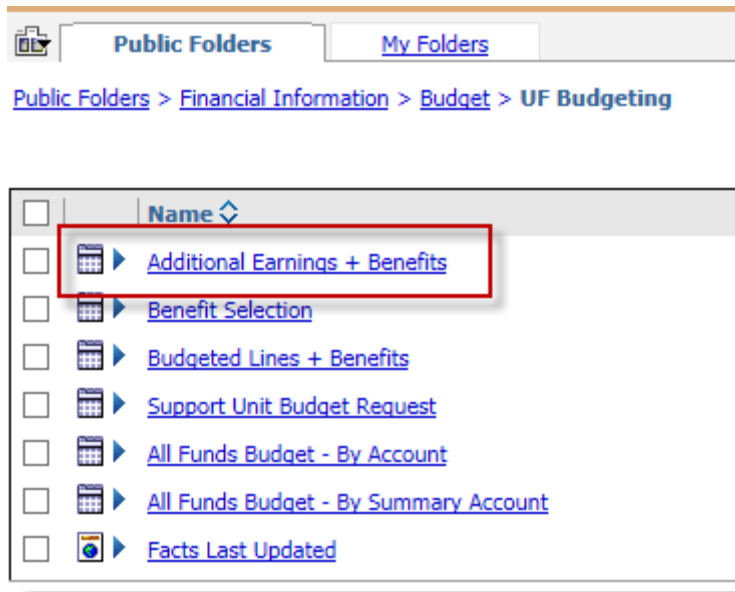 Public Folders My Folders
Public Folders > Financial Information > Budget > UF Budgeting
Name
Additional Earnings + Benefits
Benefit Selection
Budgeted Lines + Benefits
Support Unit Budget Request
All Funds Budget - By Account
All Funds Budget - By Summary Account
Facts Last Updated